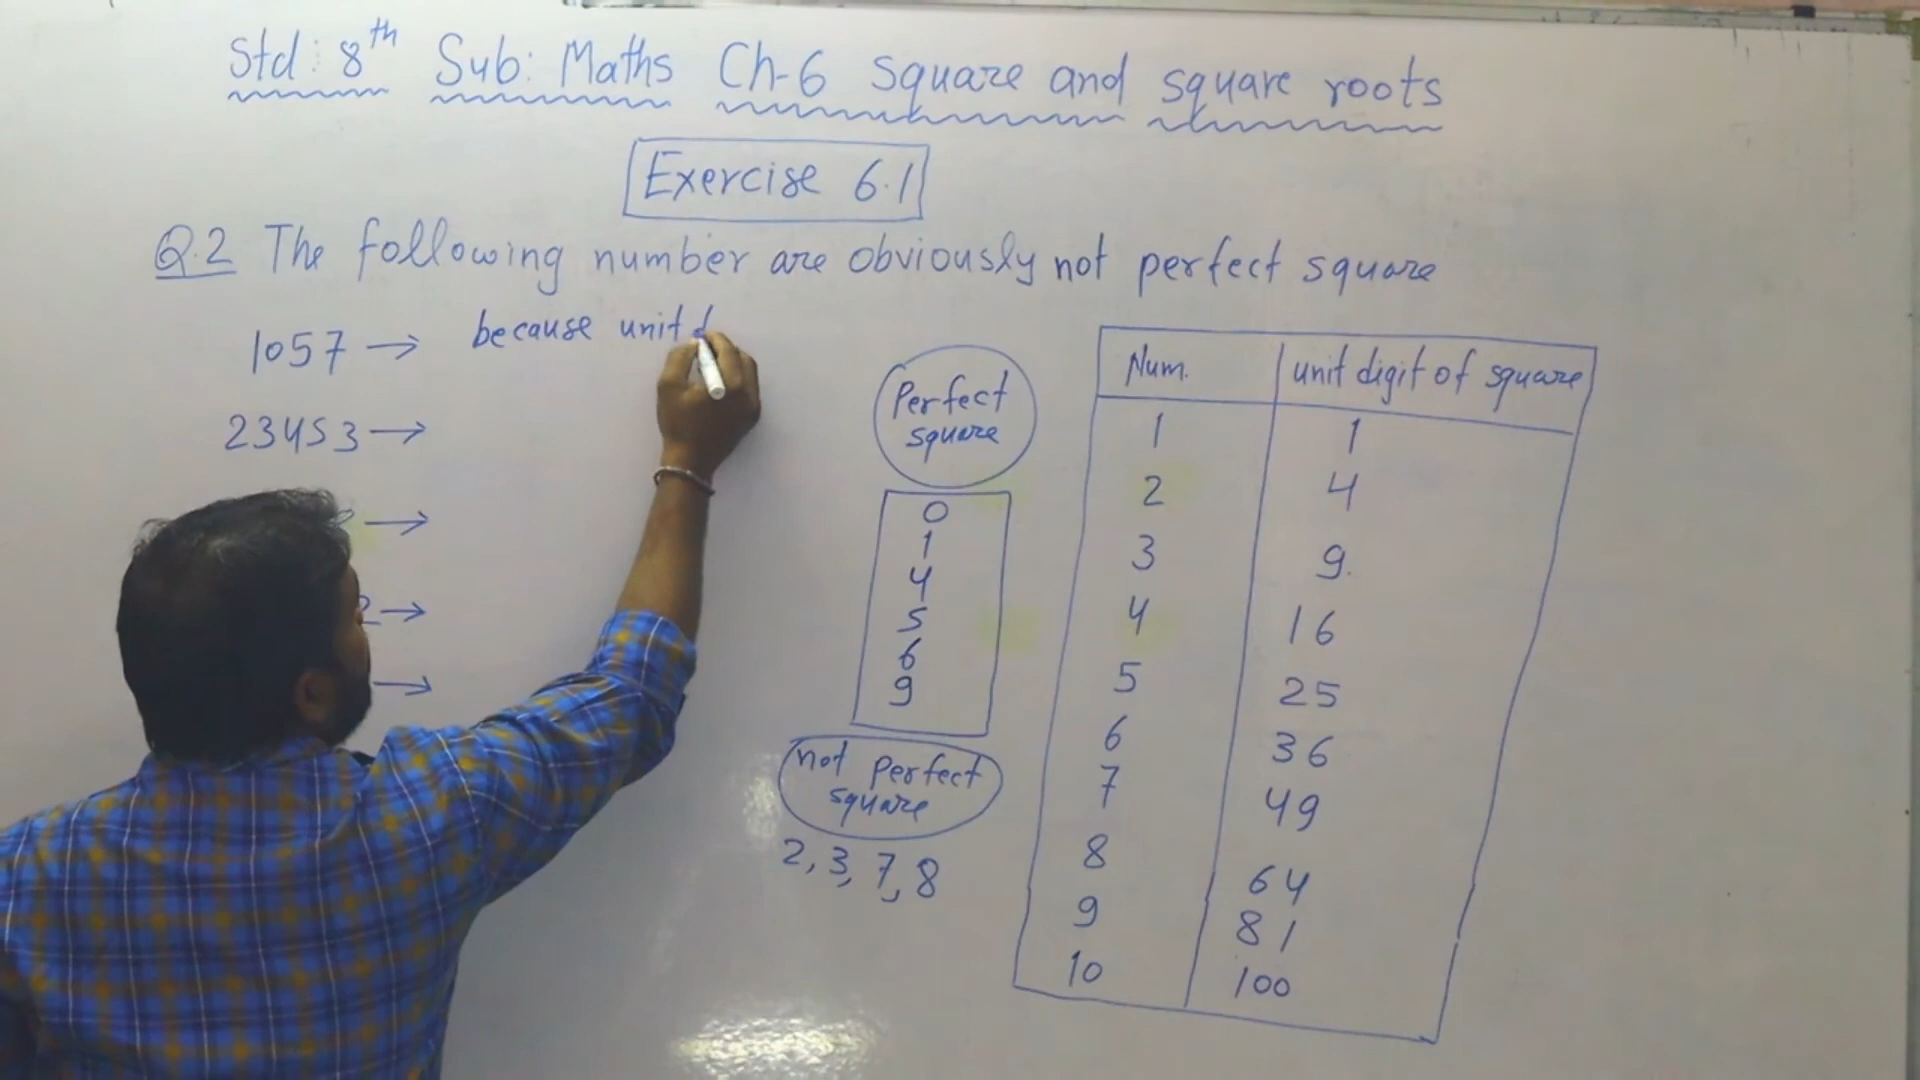 Std: 8th Sub: Maths Ch-6 square and square roots
Exercise 6.1
Q.2 The following number are obviously not perfect square
1057 → because unit
23453 →
→
2 →
→
Perfect
square
0
1
4
5
6
9
not perfect
square
2, 3, 7, 8
Num. unit digit of square
1 1
2 4
3 9.
4 16
5 25
6 36
7 49
8 64
9 81
10 100